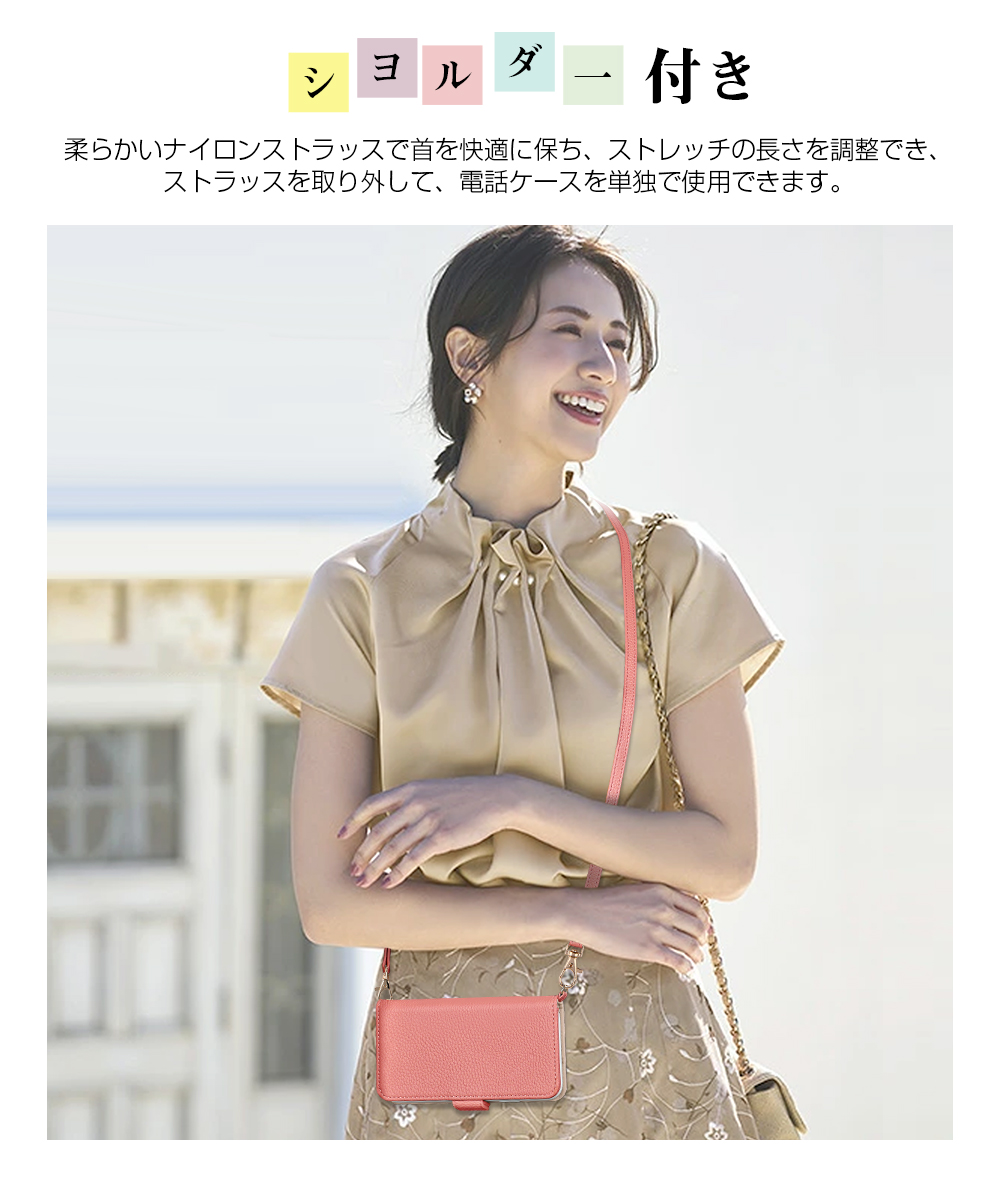 シヨルダー付き
柔らかいナイロンストラッスで首を快適に保ち、ストレッチの長さを調整でき、
ストラッスを取り外して、電話ケースを単独で使用できます。